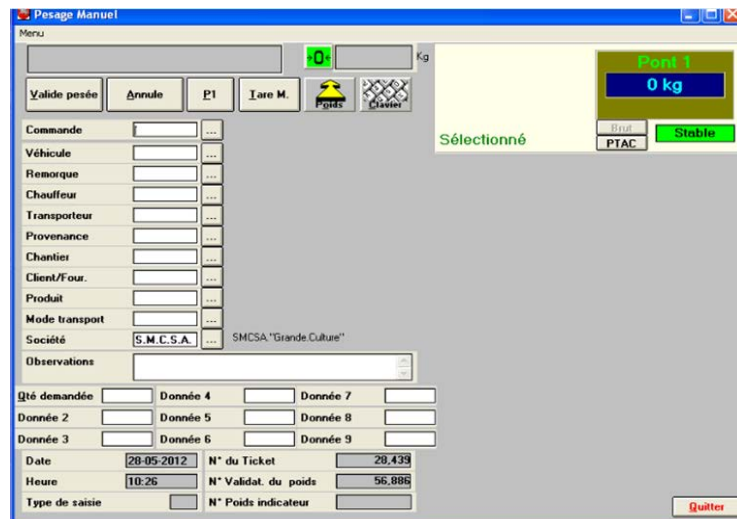 Pesage Manuel
Menu
→0← Kg
Valide pesée Annule P1 Tare M. Poids Clavier
Pont 1
0 kg
Sélectionné Brut Stable
PTAC
Commande ...
Véhicule ...
Remorque ...
Chauffeur ...
Transporteur ...
Provenance ...
Chantier ...
Client/Four. ...
Produit ...
Mode transport ...
Société S.M.C.S.A. ... SMCSA."Grande.Culture"
Observations
Qté demandée Donnée 4 Donnée 7
Donnée 2 Donnée 5 Donnée 8
Donnée 3 Donnée 6 Donnée 9
Date 28-05-2012 N° du Ticket 28,439
Heure 10:26 N° Validat. du poids 56,886
Type de saisie N° Poids indicateur
Quitter